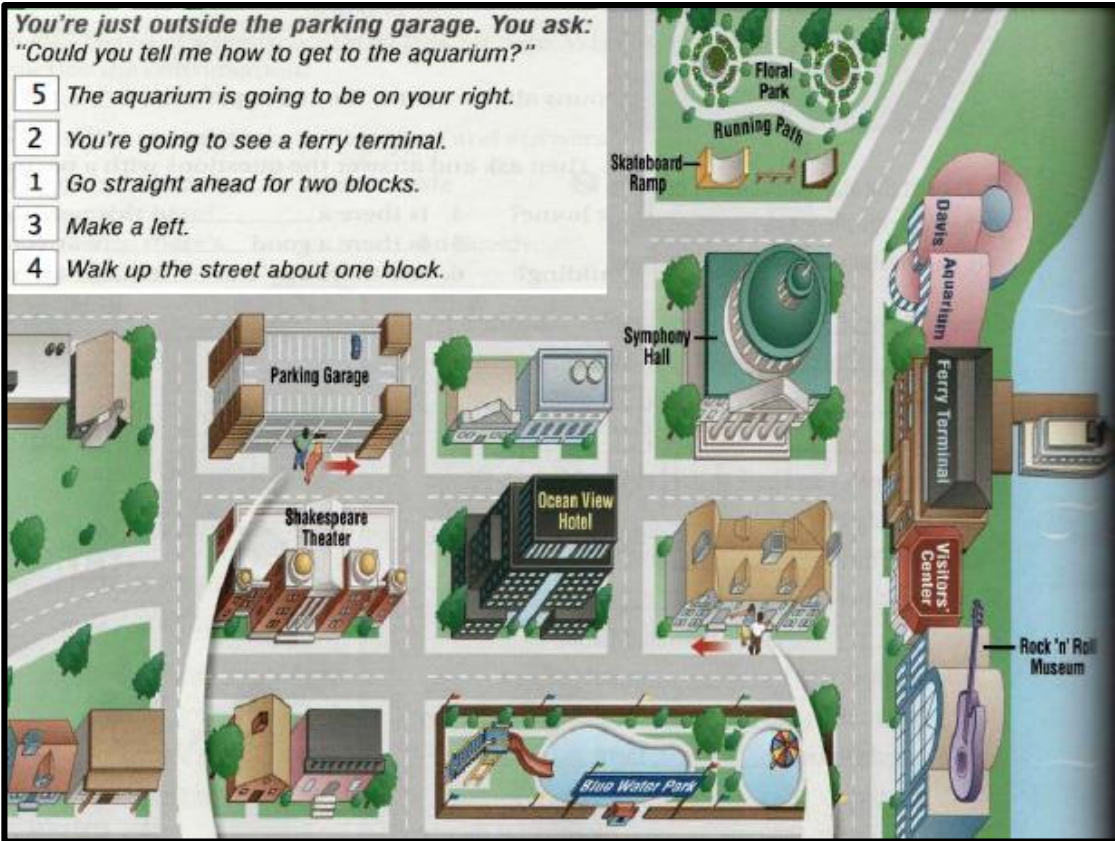 You're just outside the parking garage. You ask:
"Could you tell me how to get to the aquarium?"
5 The aquarium is going to be on your right.
2 You're going to see a ferry terminal.
1 Go straight ahead for two blocks.
3 Make a left.
4 Walk up the street about one block.
Floral
Park
Running Path
Skateboard
Ramp
Davis
Aquarium
Symphony
Hall
Parking Garage
Ferry Terminal
Ocean View
Hotel
Shakespeare
Theater
Visitors'
Center
Rock 'n' Roll
Museum
Blue Water Park